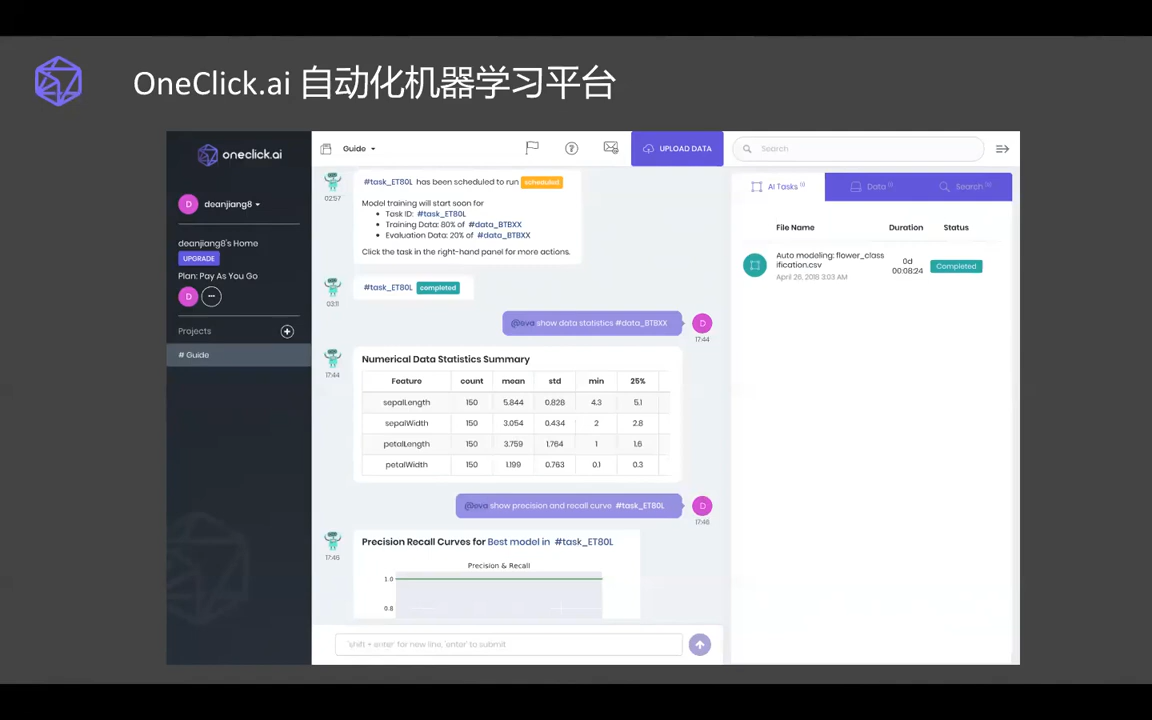 OneClick.ai 自动化机器学习平台
oneclick.ai
deanjiang8
deanjiang8's Home
UPGRADE
Plan: Pay As You Go
D
Projects
# Guide
Guide
UPLOAD DATA
#task_ET80L has been scheduled to run scheduled
02:57
Model training will start soon for
• Task ID: #task_ET80L
• Training Data: 80% of #data_BTBXX
• Evaluation Data: 20% of #data_BTBXX
Click the task in the right-hand panel for more actions.
#task_ET80L completed
03:11
@eva show data statistics #data_BTBXX
D
17:44
17:44
Numerical Data Statistics Summary
Feature count mean std min 25%
sepalLength 150 5.844 0.828 4.3 5.1
sepalWidth 150 3.054 0.434 2 2.8
petalLength 150 3.759 1.764 1 1.6
petalWidth 150 1.199 0.763 0.1 0.3
@eva show precision and recall curve #task_ET80L
D
17:46
17:46
Precision Recall Curves for Best model in #task_ET80L
Precision & Recall
1.0
0.8
'shift + enter' for new line, 'enter' to submit
Search
AI Tasks (1)
Data (1)
Search (0)
File Name Duration Status
Auto modeling: flower_class
ification.csv
April 26, 2018 3:03 AM
0d
00:08:24
Completed